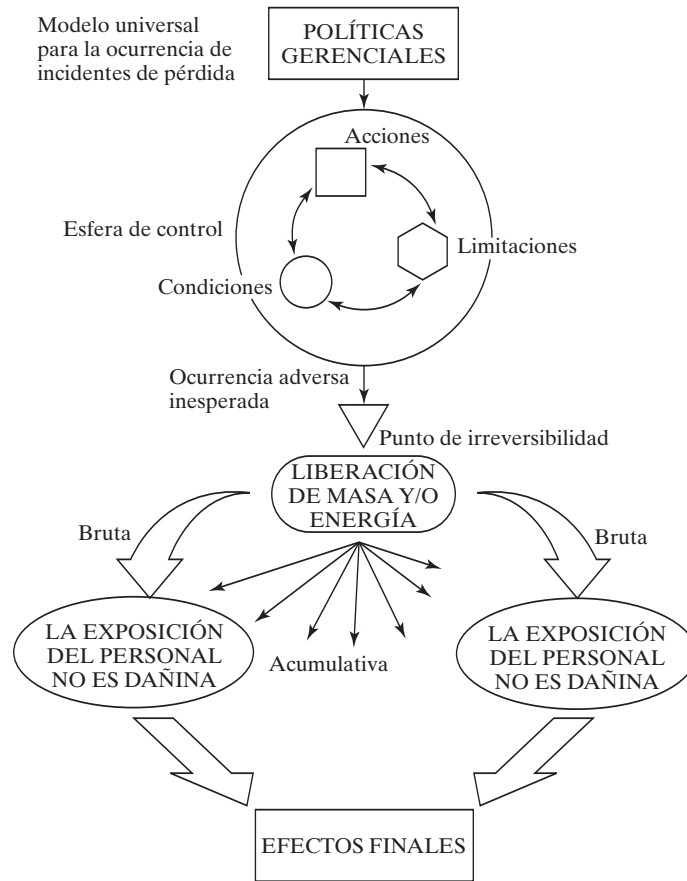 Modelo universal
para la ocurrencia de
incidentes de pérdida
POLÍTICAS
GERENCIALES
Acciones
Esfera de control
Limitaciones
Condiciones
Ocurrencia adversa
inesperada
Punto de irreversibilidad
LIBERACIÓN
DE MASA Y/O
ENERGÍA
Bruta
Bruta
LA EXPOSICIÓN
DEL PERSONAL
NO ES DAÑINA
Acumulativa
LA EXPOSICIÓN
DEL PERSONAL
NO ES DAÑINA
EFECTOS FINALES